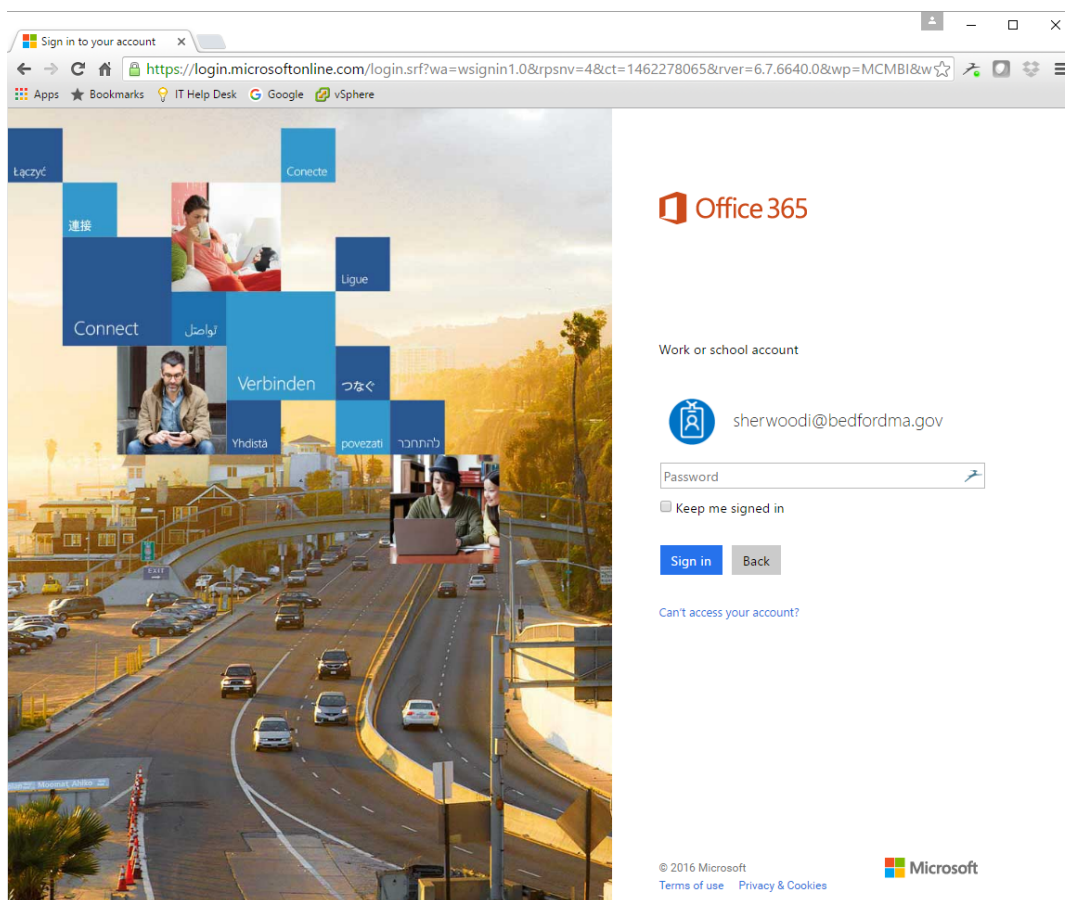 Sign in to your account
https://login.microsoftonline.com/login.srf?wa=wsignin1.0&rpsnv=4&ct=1462278065&rver=6.7.6640.0&wp=MCMBI&w
Apps Bookmarks IT Help Desk Google vSphere
Łączyć
Conecte
連接
Ligue
Connect
تواصل
Verbinden
つなぐ
Yhdistä
povezati
להתחבר
EXIT
Office 365
Work or school account
sherwoodi@bedfordma.gov
Password
Keep me signed in
Sign in Back
Can't access your account?
© 2016 Microsoft
Microsoft
Terms of use Privacy & Cookies